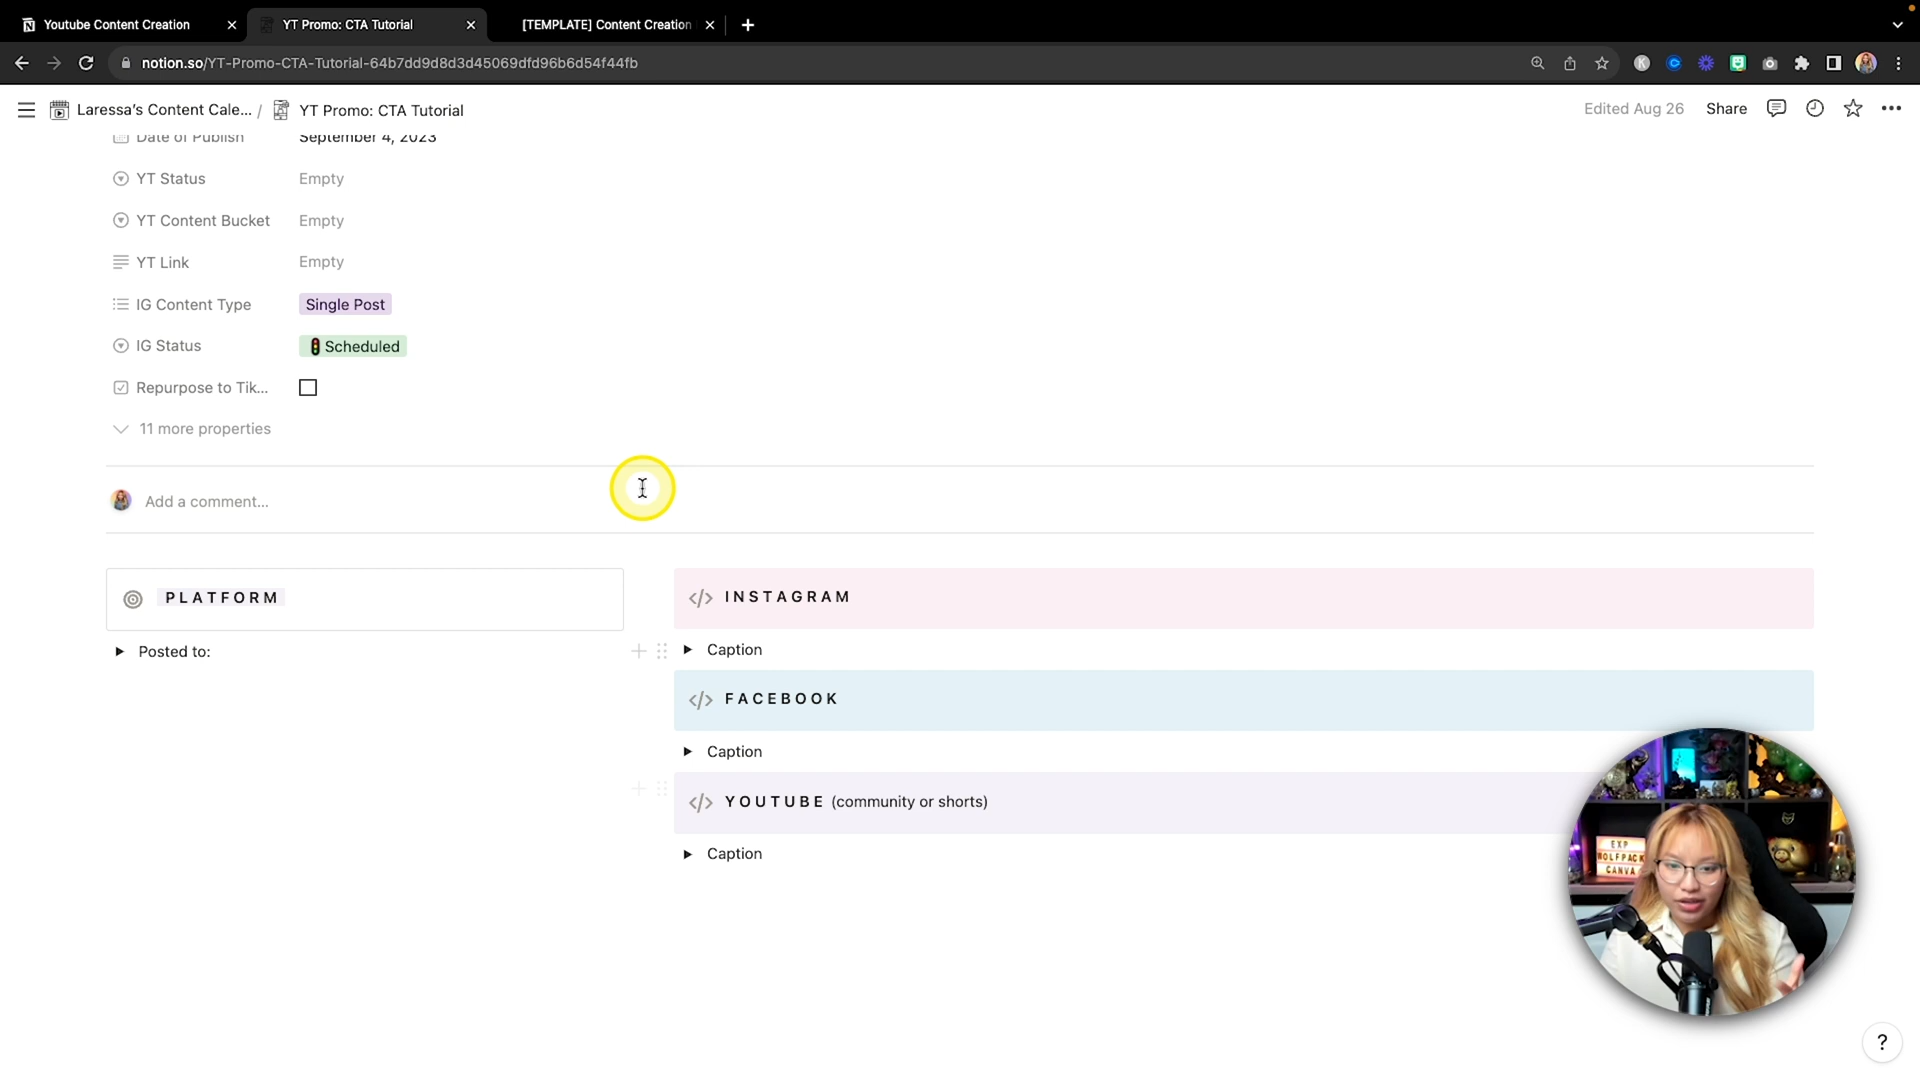 Youtube Content Creation
YT Promo: CTA Tutorial
[TEMPLATE] Content Creation
notion.so/YT-Promo-CTA-Tutorial-64b7dd9d8d3d45069dfd96b6d54f44fb
Laressa's Content Cale... / YT Promo: CTA Tutorial
Edited Aug 26 Share
Date of Publish September 4, 2023
YT Status Empty
YT Content Bucket Empty
YT Link Empty
IG Content Type Single Post
IG Status Scheduled
Repurpose to Tik...
11 more properties
Add a comment...
PLATFORM
Posted to:
INSTAGRAM
Caption
FACEBOOK
Caption
YOUTUBE (community or shorts)
Caption
EXP
WOLFPACK
CANVA
?